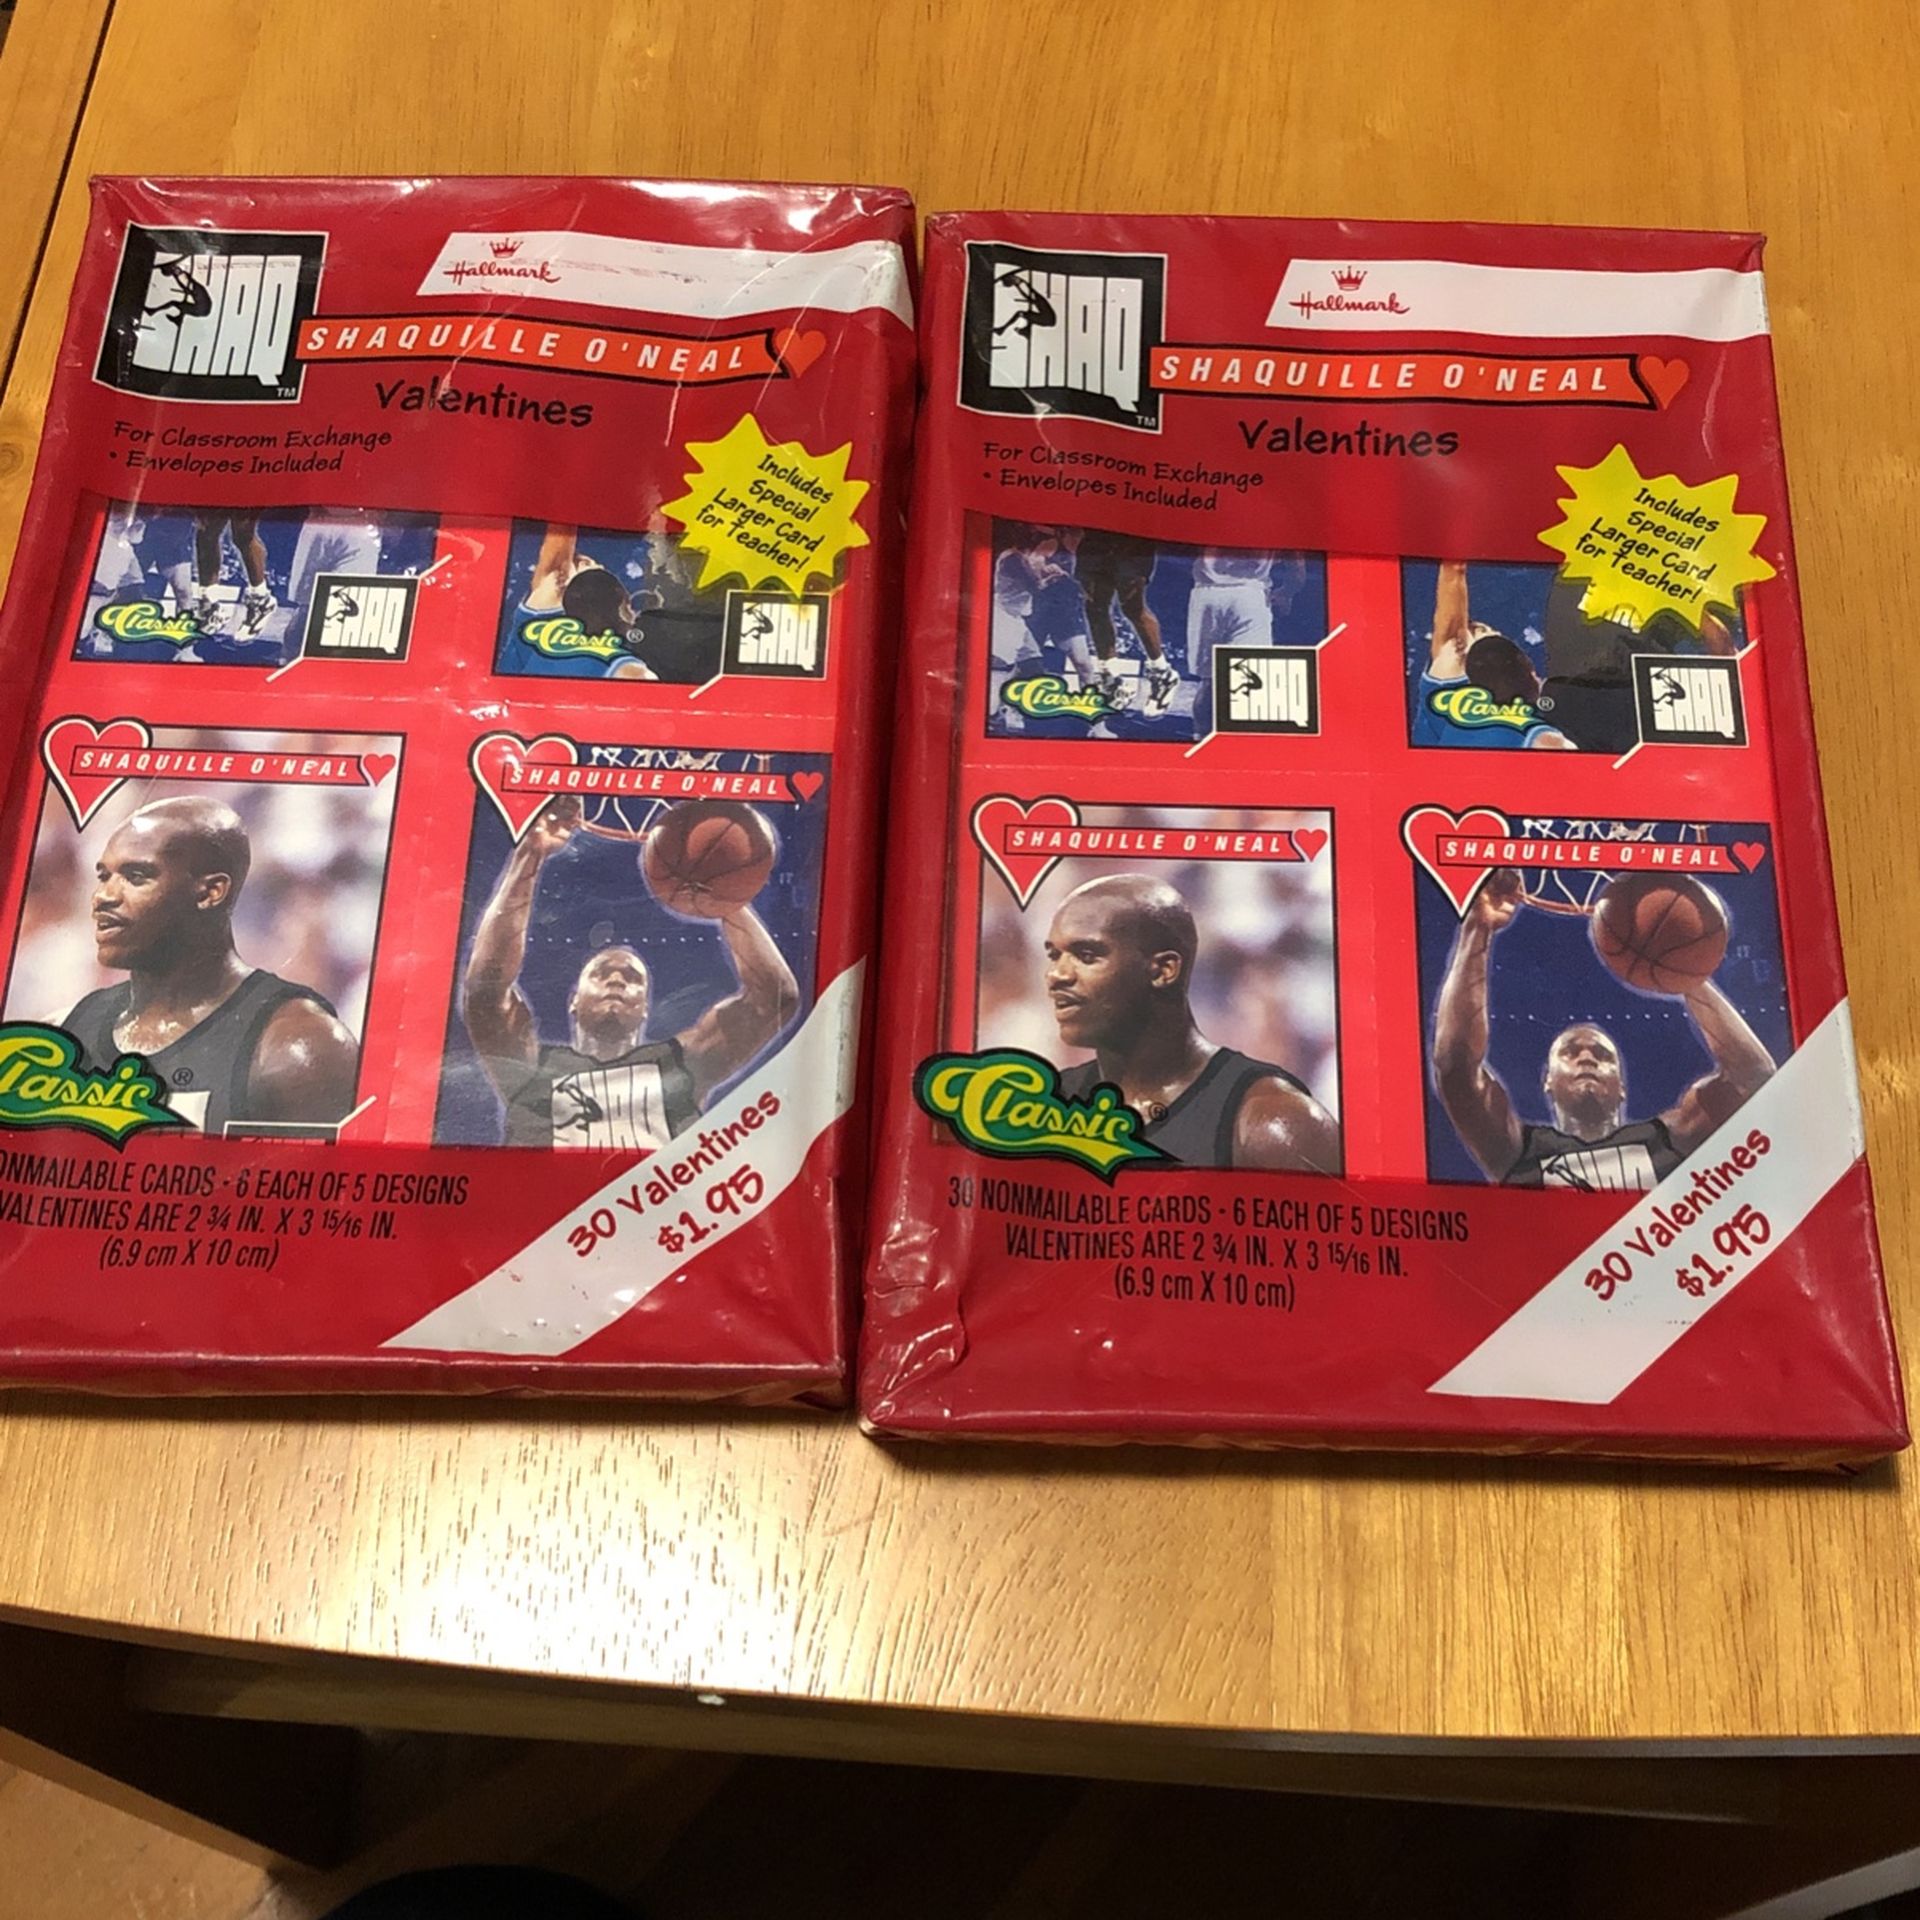 SHAQ
TM
Hallmark
SHAQUILLE O'NEAL
Valentines
For Classroom Exchange
• Envelopes Included
Includes
Special
Larger Card
for Teacher!
Classic
SHAQ
Classic ®
SHAQ
SHAQUILLE O'NEAL
SHAQUILLE O'NEAL
Classic ®
SHAQ
ONMAILABLE CARDS - 6 EACH OF 5 DESIGNS
VALENTINES ARE 2 3/4 IN. X 3 15/16 IN.
(6.9 cm X 10 cm)
30 Valentines
$1.95
SHAQ
TM
Hallmark
SHAQUILLE O'NEAL
Valentines
For Classroom Exchange
• Envelopes Included
Includes
Special
Larger Card
for Teacher!
Classic
SHAQ
Classic ®
SHAQ
SHAQUILLE O'NEAL
SHAQUILLE O'NEAL
Classic ®
SHAQ
30 NONMAILABLE CARDS - 6 EACH OF 5 DESIGNS
VALENTINES ARE 2 3/4 IN. X 3 15/16 IN.
(6.9 cm X 10 cm)
30 Valentines
$1.95